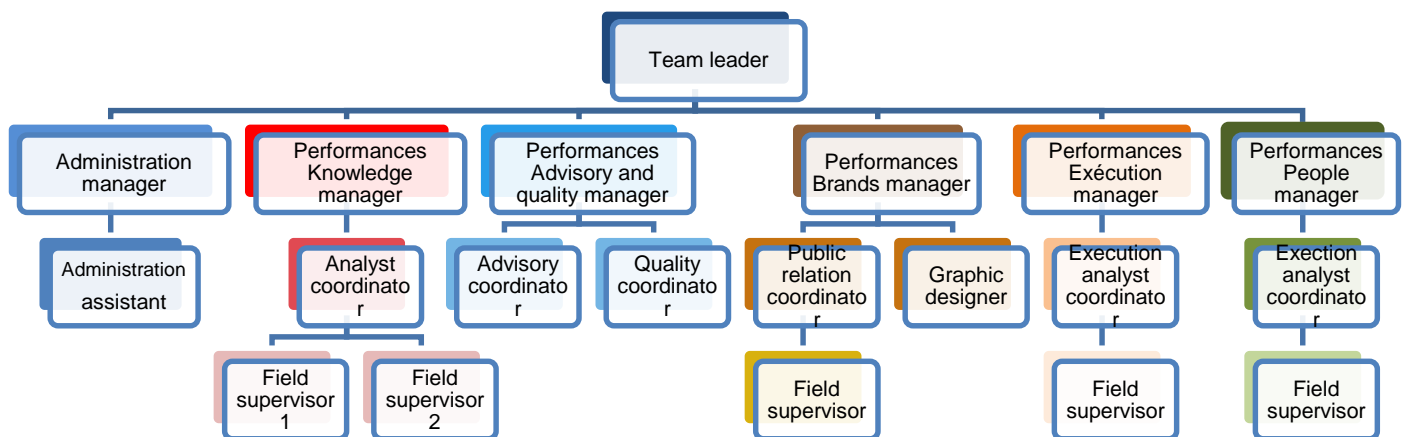 Team leader
Administration
manager
Performances
Knowledge
manager
Performances
Advisory and
quality manager
Performances
Brands manager
Performances
Exécution
manager
Performances
People
manager
Administration
assistant
Analyst
coordinato
r
Advisory
coordinato
r
Quality
coordinato
r
Public
relation
coordinato
r
Graphic
designer
Execution
analyst
coordinato
r
Exection
analyst
coordinato
r
Field
supervisor
1
Field
supervisor
2
Field
supervisor
Field
supervisor
Field
supervisor